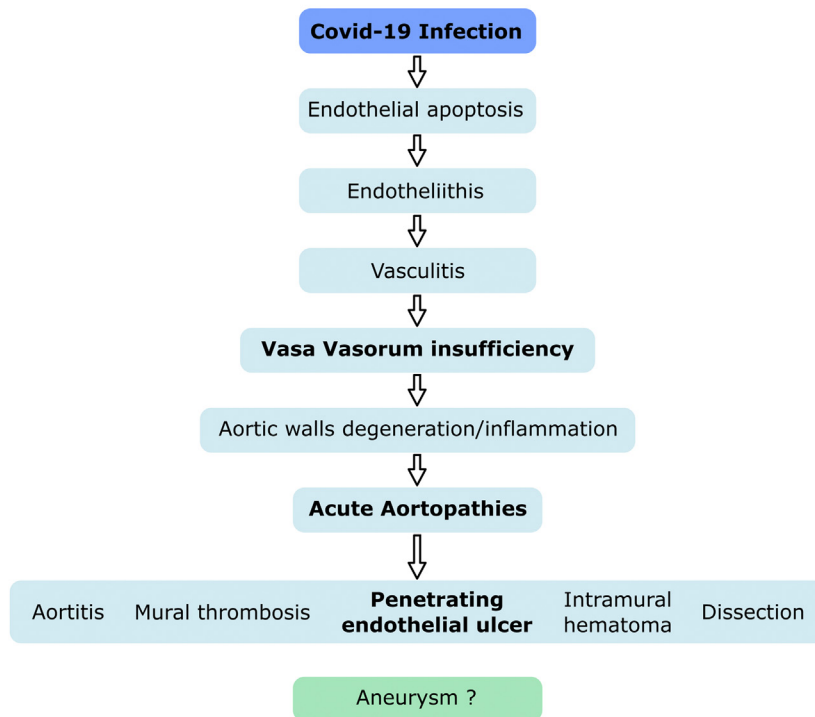 Covid-19 Infection
Endothelial apoptosis
Endotheliithis
Vasculitis
Vasa Vasorum insufficiency
Aortic walls degeneration/inflammation
Acute Aortopathies
Aortitis
Mural thrombosis
Penetrating
endothelial ulcer
Intramural
hematoma
Dissection
Aneurysm ?